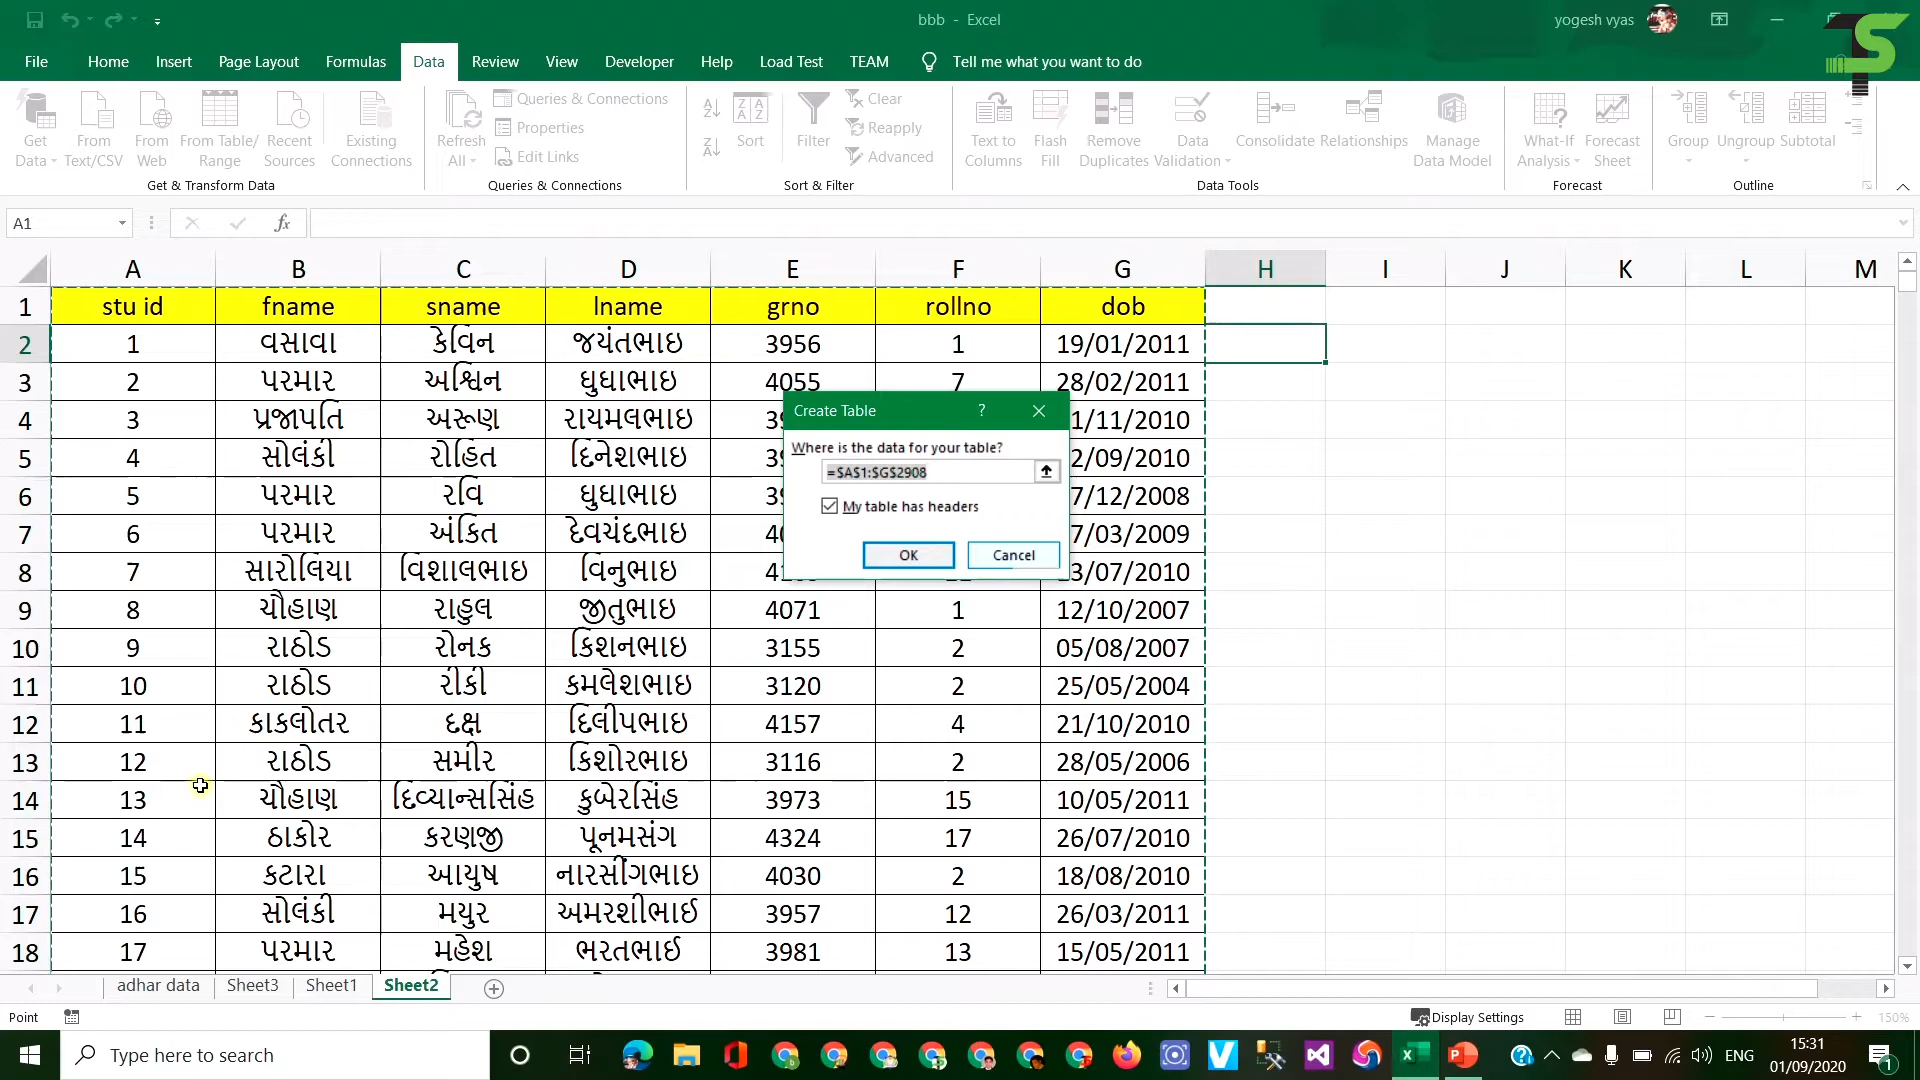 bbb - Excel
yogesh vyas
File Home Insert Page Layout Formulas Data Review View Developer Help Load Test TEAM Tell me what you want to do
Get Data
From Text/CSV
From Web
From Table/ Range
Recent Sources
Existing Connections
Get & Transform Data
Refresh All
Queries & Connections
Properties
Edit Links
Queries & Connections
Sort
Filter
Clear
Reapply
Advanced
Sort & Filter
Text to Columns
Flash Fill
Remove Duplicates
Data Validation
Consolidate
Relationships
Manage Data Model
Data Tools
What-If Analysis
Forecast Sheet
Forecast
Group
Ungroup
Subtotal
Outline
A1 fx
A B C D E F G H I J K L M
1 stu id fname sname lname grno rollno dob
2 1 વસાવા કેવિન જયંતભાઇ 3956 1 19/01/2011
3 2 પરમાર અશ્વિન ઘુઘાભાઇ 4055 7 28/02/2011
4 3 પ્રજાપતિ અરૂણ રાયમલભાઇ
5 4 સોલંકી રોહિત દિનેશભાઇ
6 5 પરમાર રવિ ઘુઘાભાઇ
7 6 પરમાર અંકિત દેવચંદભાઇ
8 7 સારોલિયા વિશાલભાઇ વિનુભાઇ
9 8 ચૌહાણ રાહુલ જીતુભાઇ 4071 1 12/10/2007
10 9 રાઠોડ રોનક કિશનભાઇ 3155 2 05/08/2007
11 10 રાઠોડ રીકી કમલેશભાઇ 3120 2 25/05/2004
12 11 કાકલોતર દક્ષ દિલીપભાઇ 4157 4 21/10/2010
13 12 રાઠોડ સમીર કિશોરભાઇ 3116 2 28/05/2006
14 13 ચૌહાણ દિવ્યાન્સસિંહ કુબેરસિંહ 3973 15 10/05/2011
15 14 ઠાકોર કરણજી પૂનમસંગ 4324 17 26/07/2010
16 15 કટારા આયુષ નારસીંગભાઇ 4030 2 18/08/2010
17 16 સોલંકી મયુર અમરશીભાઈ 3957 12 26/03/2011
18 17 પરમાર મહેશ ભરતભાઈ 3981 13 15/05/2011
Create Table ?
Where is the data for your table?
=$A$1:$G$2908
My table has headers
OK Cancel
adhar data Sheet3 Sheet1 Sheet2
Point Display Settings 150%
Type here to search
ENG 15:31
01/09/2020
1